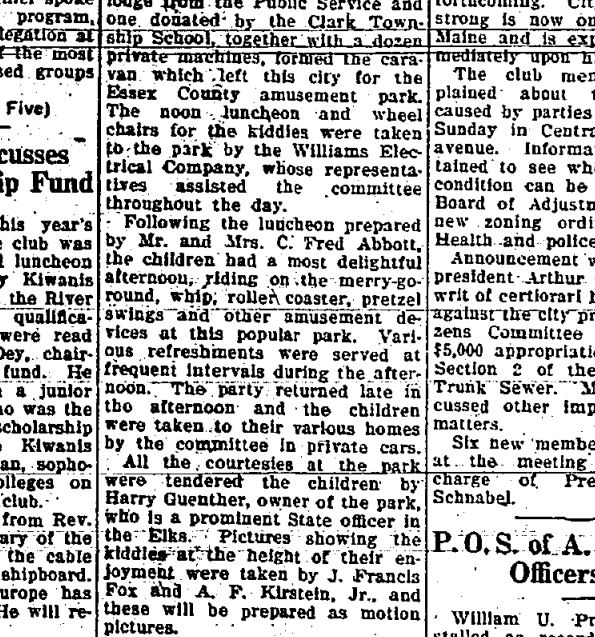 program,
legation at
the most
sed groups
Five)
cusses
ip Fund
his year's
club was
luncheon
Kiwanis
the River
qualifica-
were read
Dey, chair-
fund. He
a junior
who was the
scholarship
Kiwanis
an, sopho-
olleges on
club.
from Rev.
ary of the
the cable
shipboard.
urope has
He will re-
from the Public Service and
one donated by the Clark Town-
ship School, together with a dozen
private machines, formed the cara-
van which left this city for the
Essex County amusement park.
The noon luncheon and wheel
chairs for the kiddies were taken
to the park by the Williams Elec-
trical Company, whose representa-
tives assisted the committee
throughout the day.
Following the luncheon prepared
by Mr. and Mrs. C. Fred Abbott,
the children had a most delightful
afternoon, riding on the merry-go-
round, whip, roller coaster, pretzel
swings and other amusement de-
vices at this popular park. Vari-
ous refreshments were served at
frequent intervals during the after-
noon. The party returned late in
the afternoon and the children
were taken to their various homes
by the committee in private cars.
All the courtesies at the park
were tendered the children by
Harry Guenther, owner of the park,
who is a prominent State officer in
the Elks. Pictures showing the
kiddies at the height of their en-
joyment were taken by J. Francis
Fox and A. F. Kirstein, Jr., and
these will be prepared as motion
pictures.
forthcoming.
strong is now on
Maine and is exp
mediately upon h
The club mem
plained about
caused by parties
Sunday in Centra
avenue. Informa
tained to see whe
condition can be
Board of Adjustm
new zoning ordi
Health and police
Announcement w
president Arthur
writ of certiorari
against the city pr
zens Committee
$5,000 appropriatio
Section 2 of the
Trunk Sewer. M
cussed other imp
matters.
Six new membe
at the meeting
charge of Pre
Schnabel.
P. O. S. of A.
Officers
William U. Pr
stalled as record